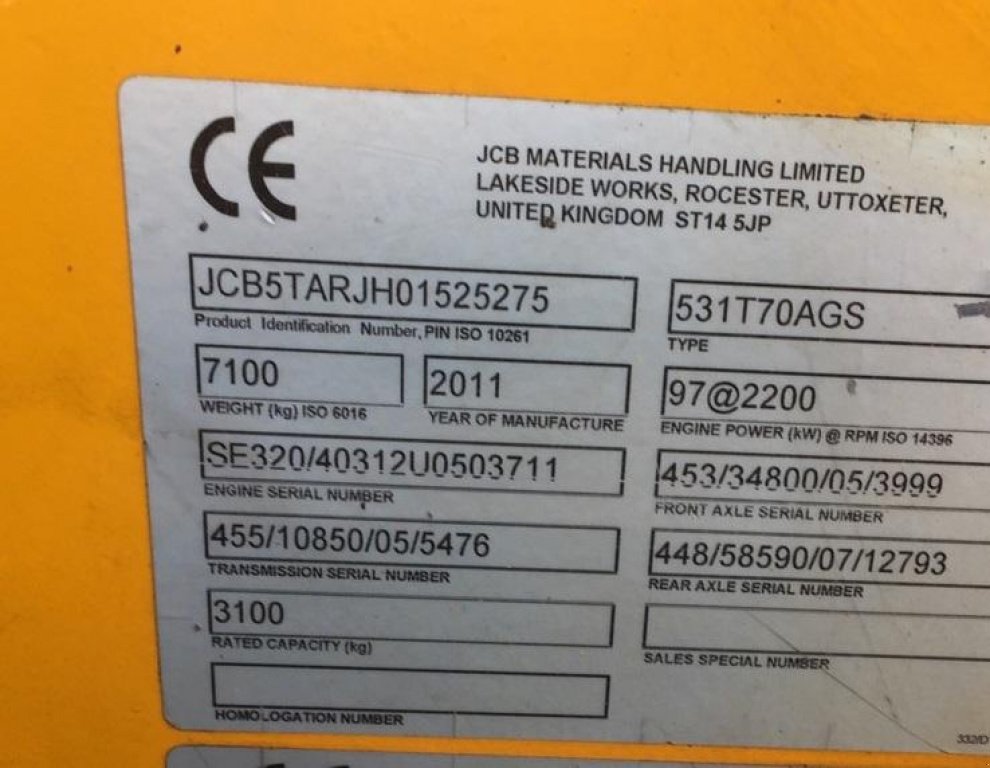 CE
JCB MATERIALS HANDLING LIMITED
LAKESIDE WORKS, ROCESTER, UTTOXETER,
UNITED KINGDOM ST14 5JP
JCB5TARJH01525275
Product Identification Number, PIN ISO 10261
531T70AGS
TYPE
7100
WEIGHT (kg) ISO 6016
2011
YEAR OF MANUFACTURE
97@2200
ENGINE POWER (kW) @ RPM ISO 14396
SE320/40312U0503711
ENGINE SERIAL NUMBER
453/34800/05/3999
FRONT AXLE SERIAL NUMBER
455/10850/05/5476
TRANSMISSION SERIAL NUMBER
448/58590/07/12793
REAR AXLE SERIAL NUMBER
3100
RATED CAPACITY (kg)
SALES SPECIAL NUMBER
HOMOLOGATION NUMBER
332/D